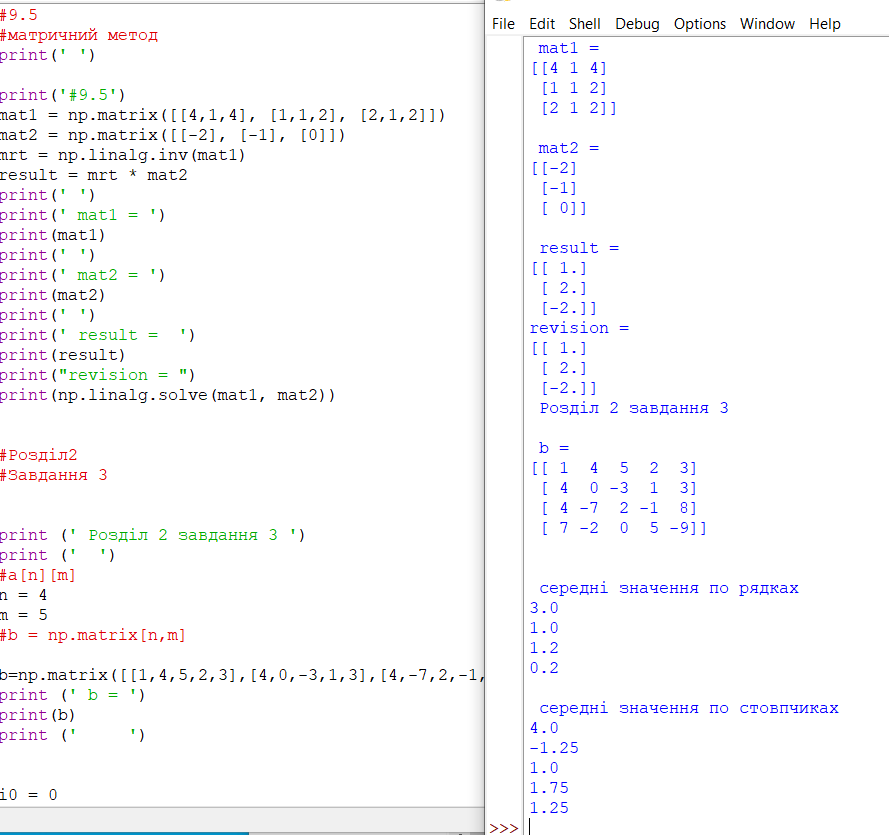 #9.5
#матричний метод
print(' ')
print('#9.5')
mat1 = np.matrix([[4,1,4], [1,1,2], [2,1,2]])
mat2 = np.matrix([[-2], [-1], [0]])
mrt = np.linalg.inv(mat1)
result = mrt * mat2
print(' ')
print(' mat1 = ')
print(mat1)
print(' ')
print(' mat2 = ')
print(mat2)
print(' ')
print(' result =  ')
print(result)
print("revision = ")
print(np.linalg.solve(mat1, mat2))
#Розділ2
#Завдання 3
print (' Розділ 2 завдання 3 ')
print ('  ')
#a[n][m]
n = 4
m = 5
#b = np.matrix[n,m]
b=np.matrix([[1,4,5,2,3],[4,0,-3,1,3],[4,-7,2,-1,
print (' b = ')
print(b)
print ('     ')
i0 = 0
File Edit Shell Debug Options Window Help
mat1 =
[[4 1 4]
[1 1 2]
[2 1 2]]
mat2 =
[[-2]
[-1]
[ 0]]
result =
[[ 1.]
[ 2.]
[-2.]]
revision =
[[ 1.]
[ 2.]
[-2.]]
Розділ 2 завдання 3
b =
[[ 1  4  5  2  3]
[ 4  0 -3  1  3]
[ 4 -7  2 -1  8]
[ 7 -2  0  5 -9]]
середні значення по рядках
3.0
1.0
1.2
0.2
середні значення по стовпчиках
4.0
-1.25
1.0
1.75
1.25
>>>